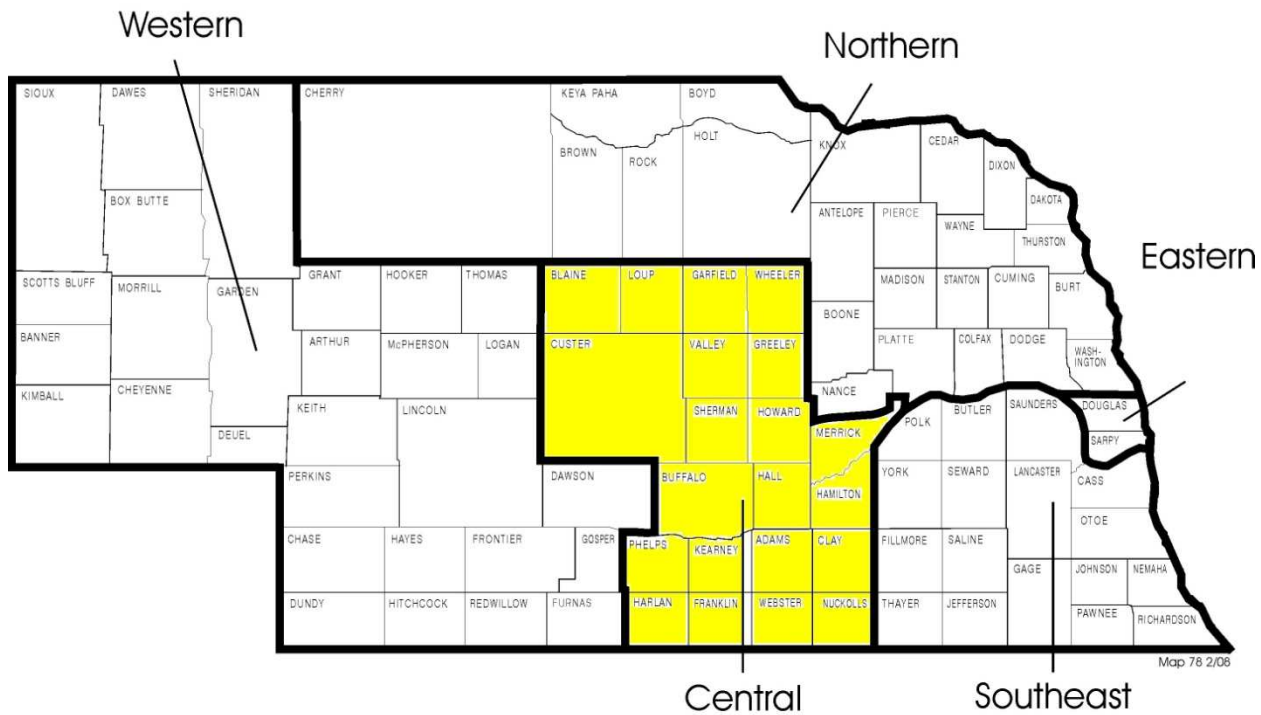 Western
Northern
SIOUX
DAWES
SHERIDAN
CHERRY
KEYA PAHA
BOYD
HOLT
BROWN
ROCK
KNOX
CEDAR
DIXON
DAKOTA
BOX BUTTE
ANTELOPE
PIERCE
WAYNE
THURSTON
Eastern
SCOTTS BLUFF
MORRILL
GARDEN
GRANT
HOOKER
THOMAS
BLAINE
LOUP
GARFIELD
WHEELER
MADISON
STANTON
CUMING
BURT
BOONE
BANNER
ARTHUR
McPHERSON
LOGAN
CUSTER
VALLEY
GREELEY
PLATTE
COLFAX
DODGE
WASH-
INGTON
KIMBALL
CHEYENNE
KEITH
LINCOLN
NANCE
SHERMAN
HOWARD
MERRICK
POLK
BUTLER
SAUNDERS
DOUGLAS
SARPY
DEUEL
PERKINS
DAWSON
BUFFALO
HALL
HAMILTON
YORK
SEWARD
LANCASTER
CASS
OTOE
CHASE
HAYES
FRONTIER
GOSPER
PHELPS
KEARNEY
ADAMS
CLAY
FILLMORE
SALINE
GAGE
JOHNSON
NEMAHA
DUNDY
HITCHCOCK
REDWILLOW
FURNAS
HARLAN
FRANKLIN
WEBSTER
NUCKOLLS
THAYER
JEFFERSON
PAWNEE
RICHARDSON
Map 78 2/08
Central
Southeast